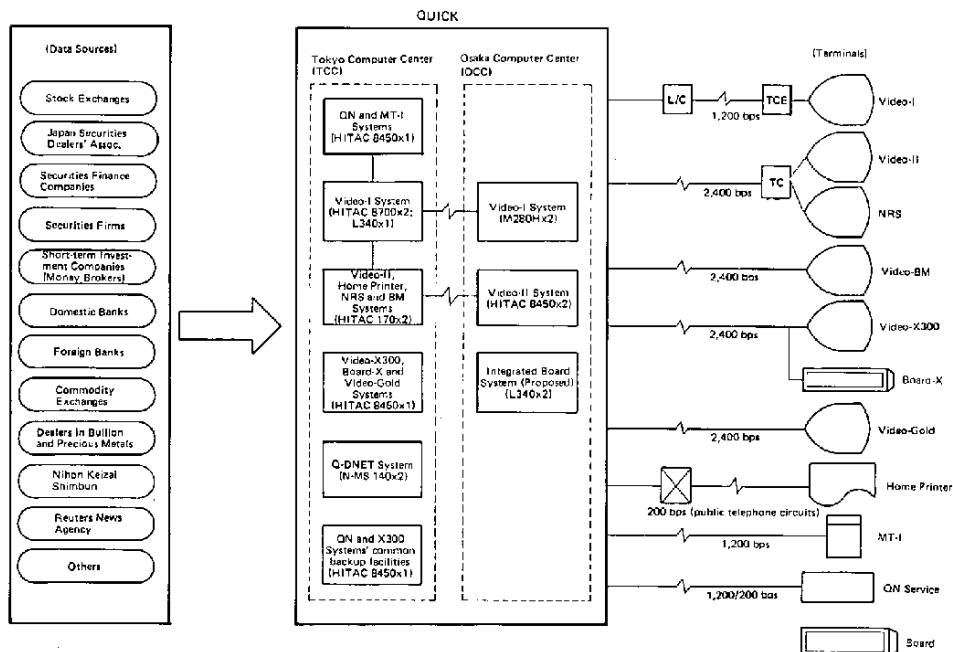 QUICK
(Data Sources)
Stock Exchanges
Japan Securities
Dealers' Assoc.
Securities Finance
Companies
Securities Firms
Short-term Invest-
ment Companies
(Money Brokers)
Domestic Banks
Foreign Banks
Commodity
Exchanges
Dealers in Bullion
and Precious Metals
Nihon Keizai
Shimbun
Reuters News
Agency
Others
Tokyo Computer Center
(TCC)
QN and MT-I
Systems
(HITAC 8450x1)
Video-I System
(HITAC 8700x2;
L340x1)
Video-II,
Home Printer,
NRS and BM
Systems
(HITAC 170x2)
Video-X300,
Board-X and
Video-Gold
Systems
(HITAC 8450x1)
Q-DNET System
(N-MS 140x2)
QN and X300
Systems' common
backup facilities
(HITAC 8450x1)
Osaka Computer Center
(OCC)
Video-I System
(M280Hx2)
Video-II System
(HITAC 8450x2)
Integrated Board
System (Proposed)
(L340x2)
(Terminals)
L/C
TCE
Video-I
1,200 bps
Video-II
TC
2,400 bps
NRS
Video-BM
2,400 bps
Video-X300
2,400 bps
Board-X
Video-Gold
2,400 bps
Home Printer
200 bps (public telephone circuits)
MT-I
1,200 bps
QN Service
1,200/200 bps
Board